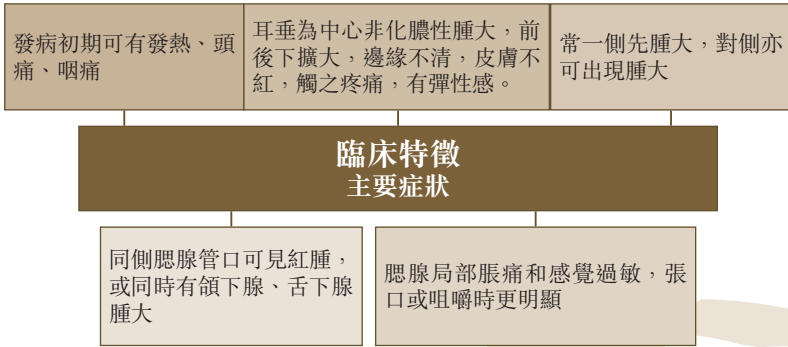 發病初期可有發熱、頭
痛、咽痛
耳垂為中心非化膿性腫大，前
後下擴大，邊緣不清，皮膚不
紅，觸之疼痛，有彈性感。
常一側先腫大，對側亦
可出現腫大
臨床特徵
主要症狀
同側腮腺管口可見紅腫，
或同時有頜下腺、舌下腺
腫大
腮腺局部脹痛和感覺過敏，張
口或咀嚼時更明顯